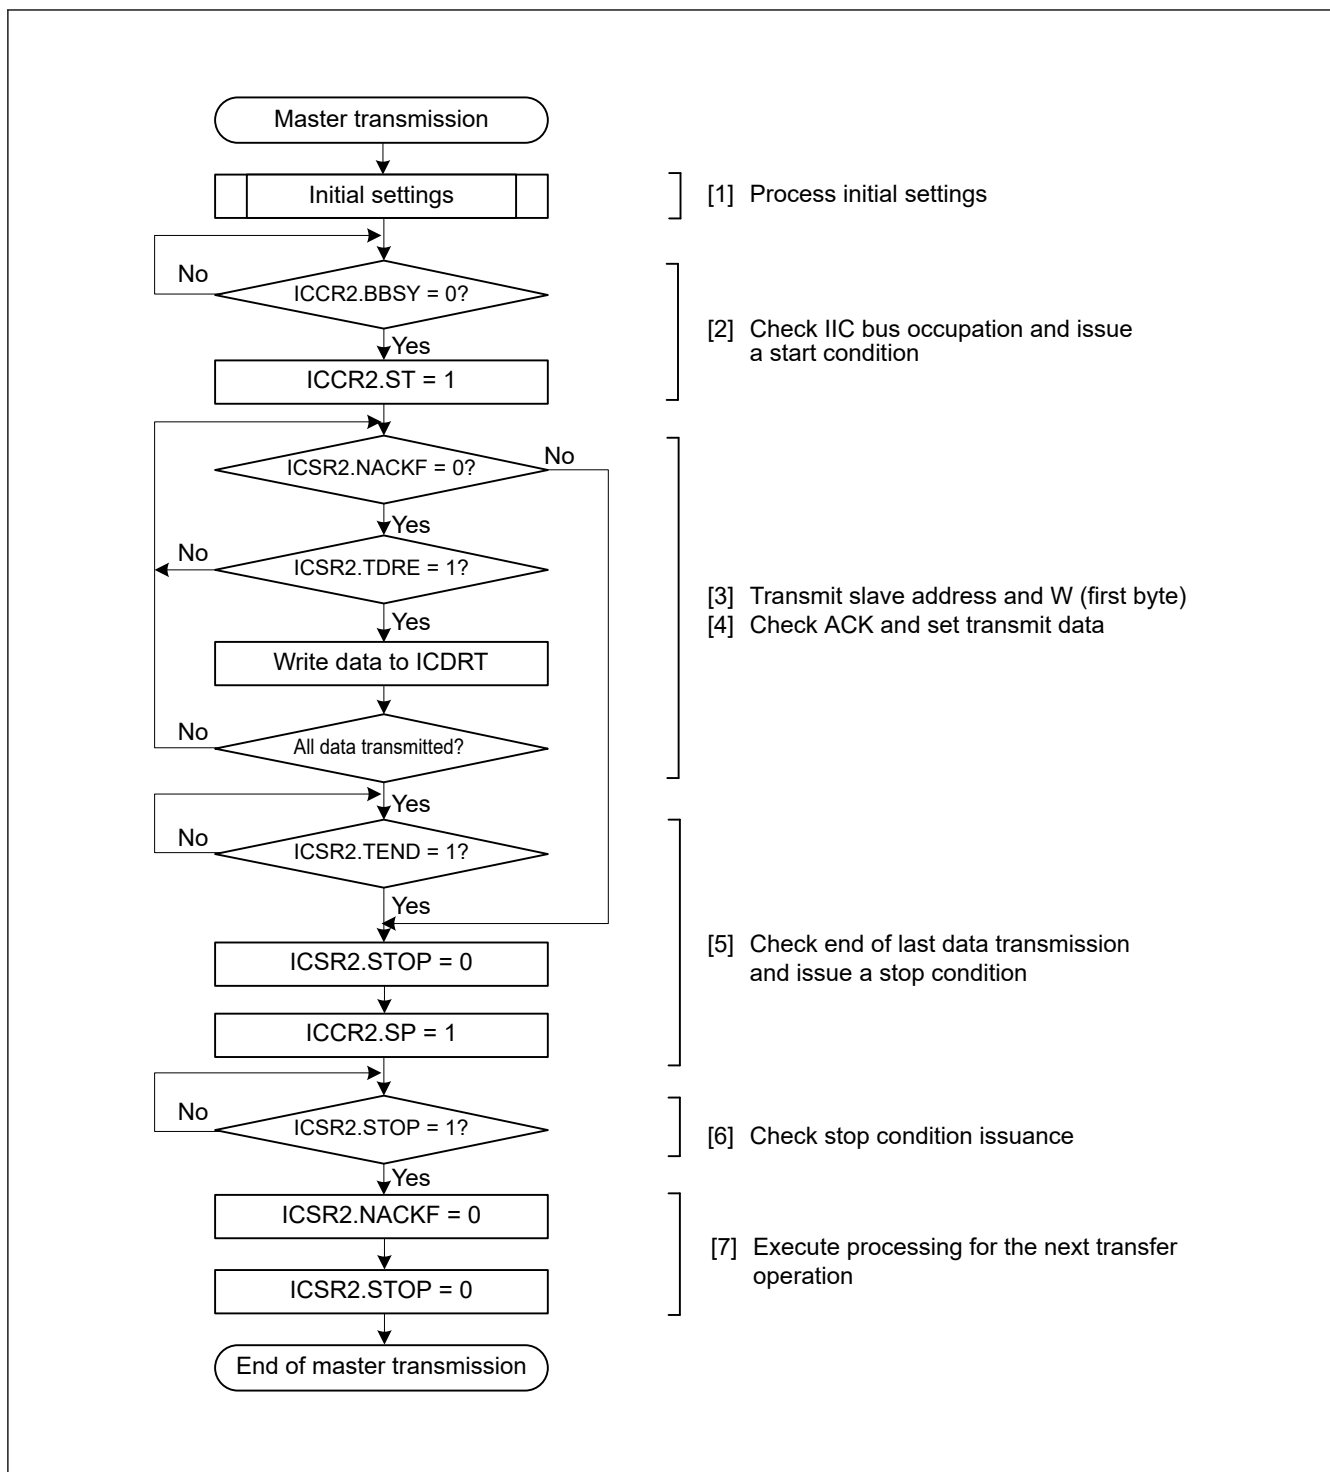 Master transmission
Initial settings
[1] Process initial settings
No
ICCR2.BBSY = 0?
Yes
[2] Check IIC bus occupation and issue
a start condition
ICCR2.ST = 1
ICSR2.NACKF = 0?
No
Yes
No
ICSR2.TDRE = 1?
Yes
[3] Transmit slave address and W (first byte)
[4] Check ACK and set transmit data
Write data to ICDRT
No
All data transmitted?
Yes
No
ICSR2.TEND = 1?
Yes
[5] Check end of last data transmission
and issue a stop condition
ICSR2.STOP = 0
ICCR2.SP = 1
No
ICSR2.STOP = 1?
[6] Check stop condition issuance
Yes
ICSR2.NACKF = 0
[7] Execute processing for the next transfer
operation
ICSR2.STOP = 0
End of master transmission